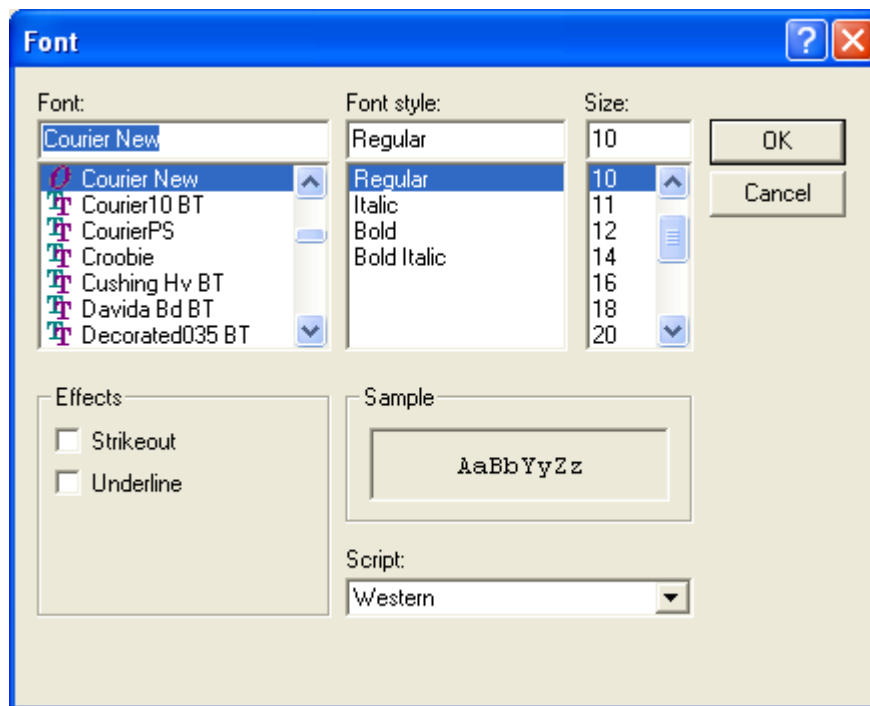 Font
Font:
Font style:
Size:
Courier New
Regular
10
OK
Courier New
Courier10 BT
CourierPS
Croobie
Cushing Hv BT
Davida Bd BT
Decorated035 BT
Regular
Italic
Bold
Bold Italic
10
11
12
14
16
18
20
Cancel
Effects
Strikeout
Underline
Sample
AaBbYyZz
Script:
Western